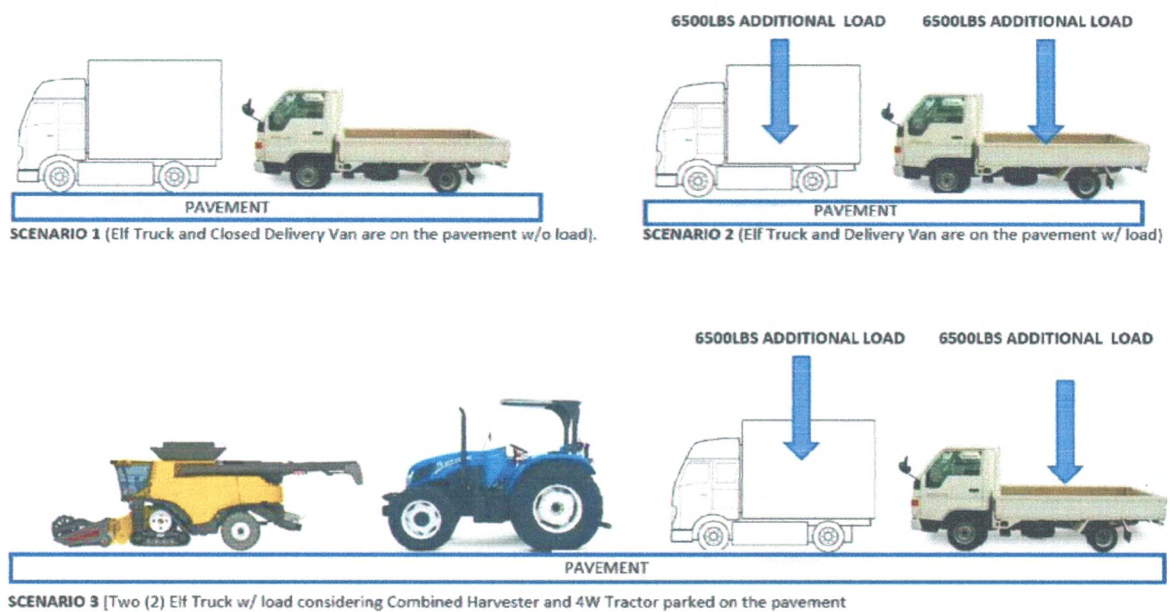 6500LBS ADDITIONAL LOAD 6500LBS ADDITIONAL LOAD
PAVEMENT PAVEMENT
SCENARIO 1 (Elf Truck and Closed Delivery Van are on the pavement w/o load). SCENARIO 2 (Elf Truck and Delivery Van are on the pavement w/ load)
6500LBS ADDITIONAL LOAD 6500LBS ADDITIONAL LOAD
PAVEMENT
SCENARIO 3 [Two (2) Elf Truck w/ load considering Combined Harvester and 4W Tractor parked on the pavement